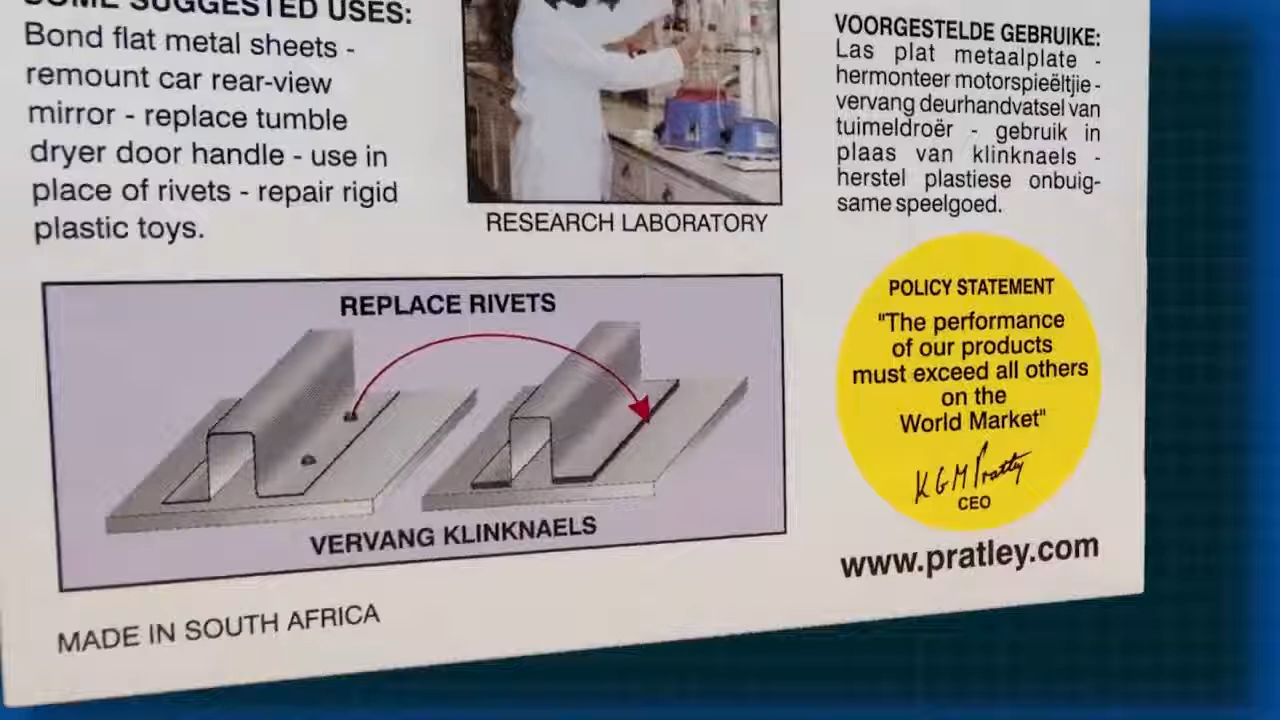 SOME SUGGESTED USES:
Bond flat metal sheets -
remount car rear-view
mirror - replace tumble
dryer door handle - use in
place of rivets - repair rigid
plastic toys.
RESEARCH LABORATORY
VOORGESTELDE GEBRUIKE:
Las plat metaalplate -
hermonteer motorspieëltjie -
vervang deurhandvatsel van
tuimeldroër - gebruik in
plaas van klinknaels -
herstel plastiese onbuig-
same speelgoed.
REPLACE RIVETS
VERVANG KLINKNAELS
POLICY STATEMENT
"The performance
of our products
must exceed all others
on the
World Market"
KGM Pratley
CEO
www.pratley.com
MADE IN SOUTH AFRICA